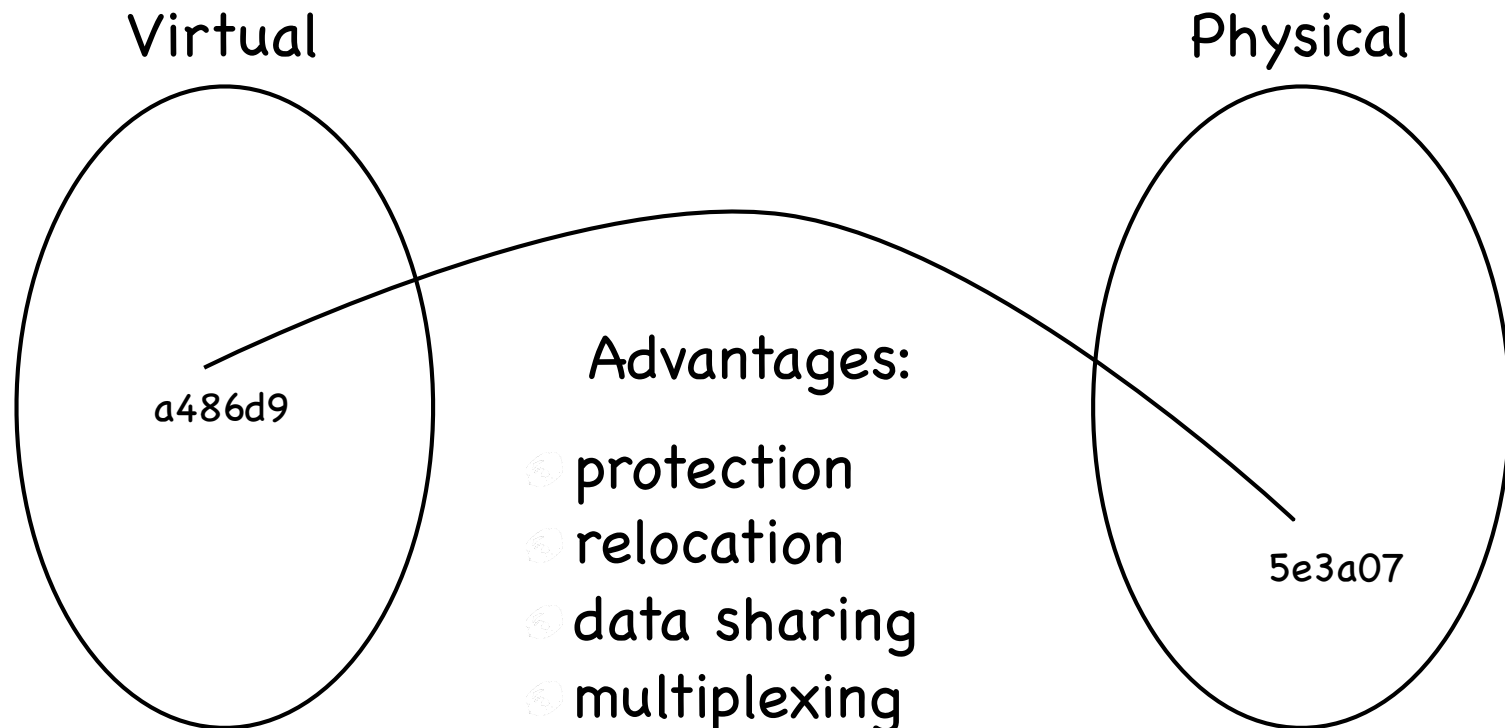 Virtual
Physical
a486d9
5e3a07
Advantages:
protection
relocation
data sharing
multiplexing